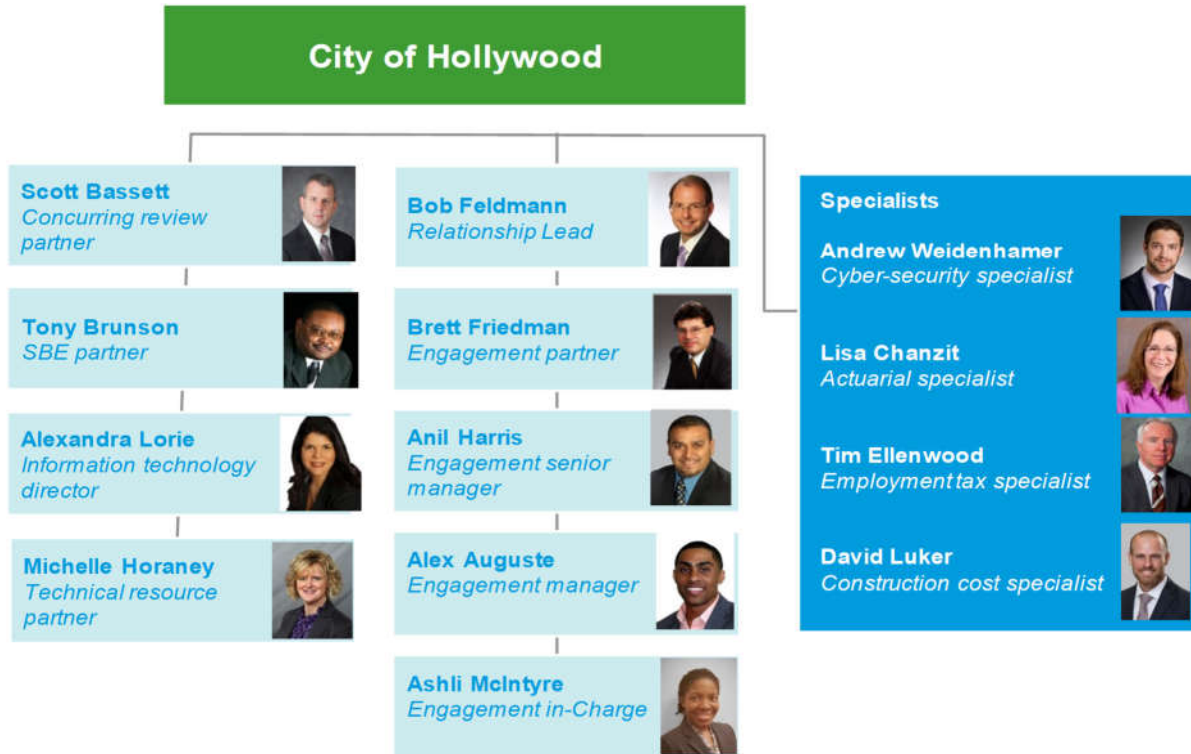 City of Hollywood
Scott Bassett
Concurring review
partner
Tony Brunson
SBE partner
Alexandra Lorie
Information technology
director
Michelle Horaney
Technical resource
partner
Bob Feldmann
Relationship Lead
Brett Friedman
Engagement partner
Anil Harris
Engagement senior
manager
Alex Auguste
Engagement manager
Ashli McIntyre
Engagement in-Charge
Specialists
Andrew Weidenhamer
Cyber-security specialist
Lisa Chanzit
Actuarial specialist
Tim Ellenwood
Employment tax specialist
David Luker
Construction cost specialist